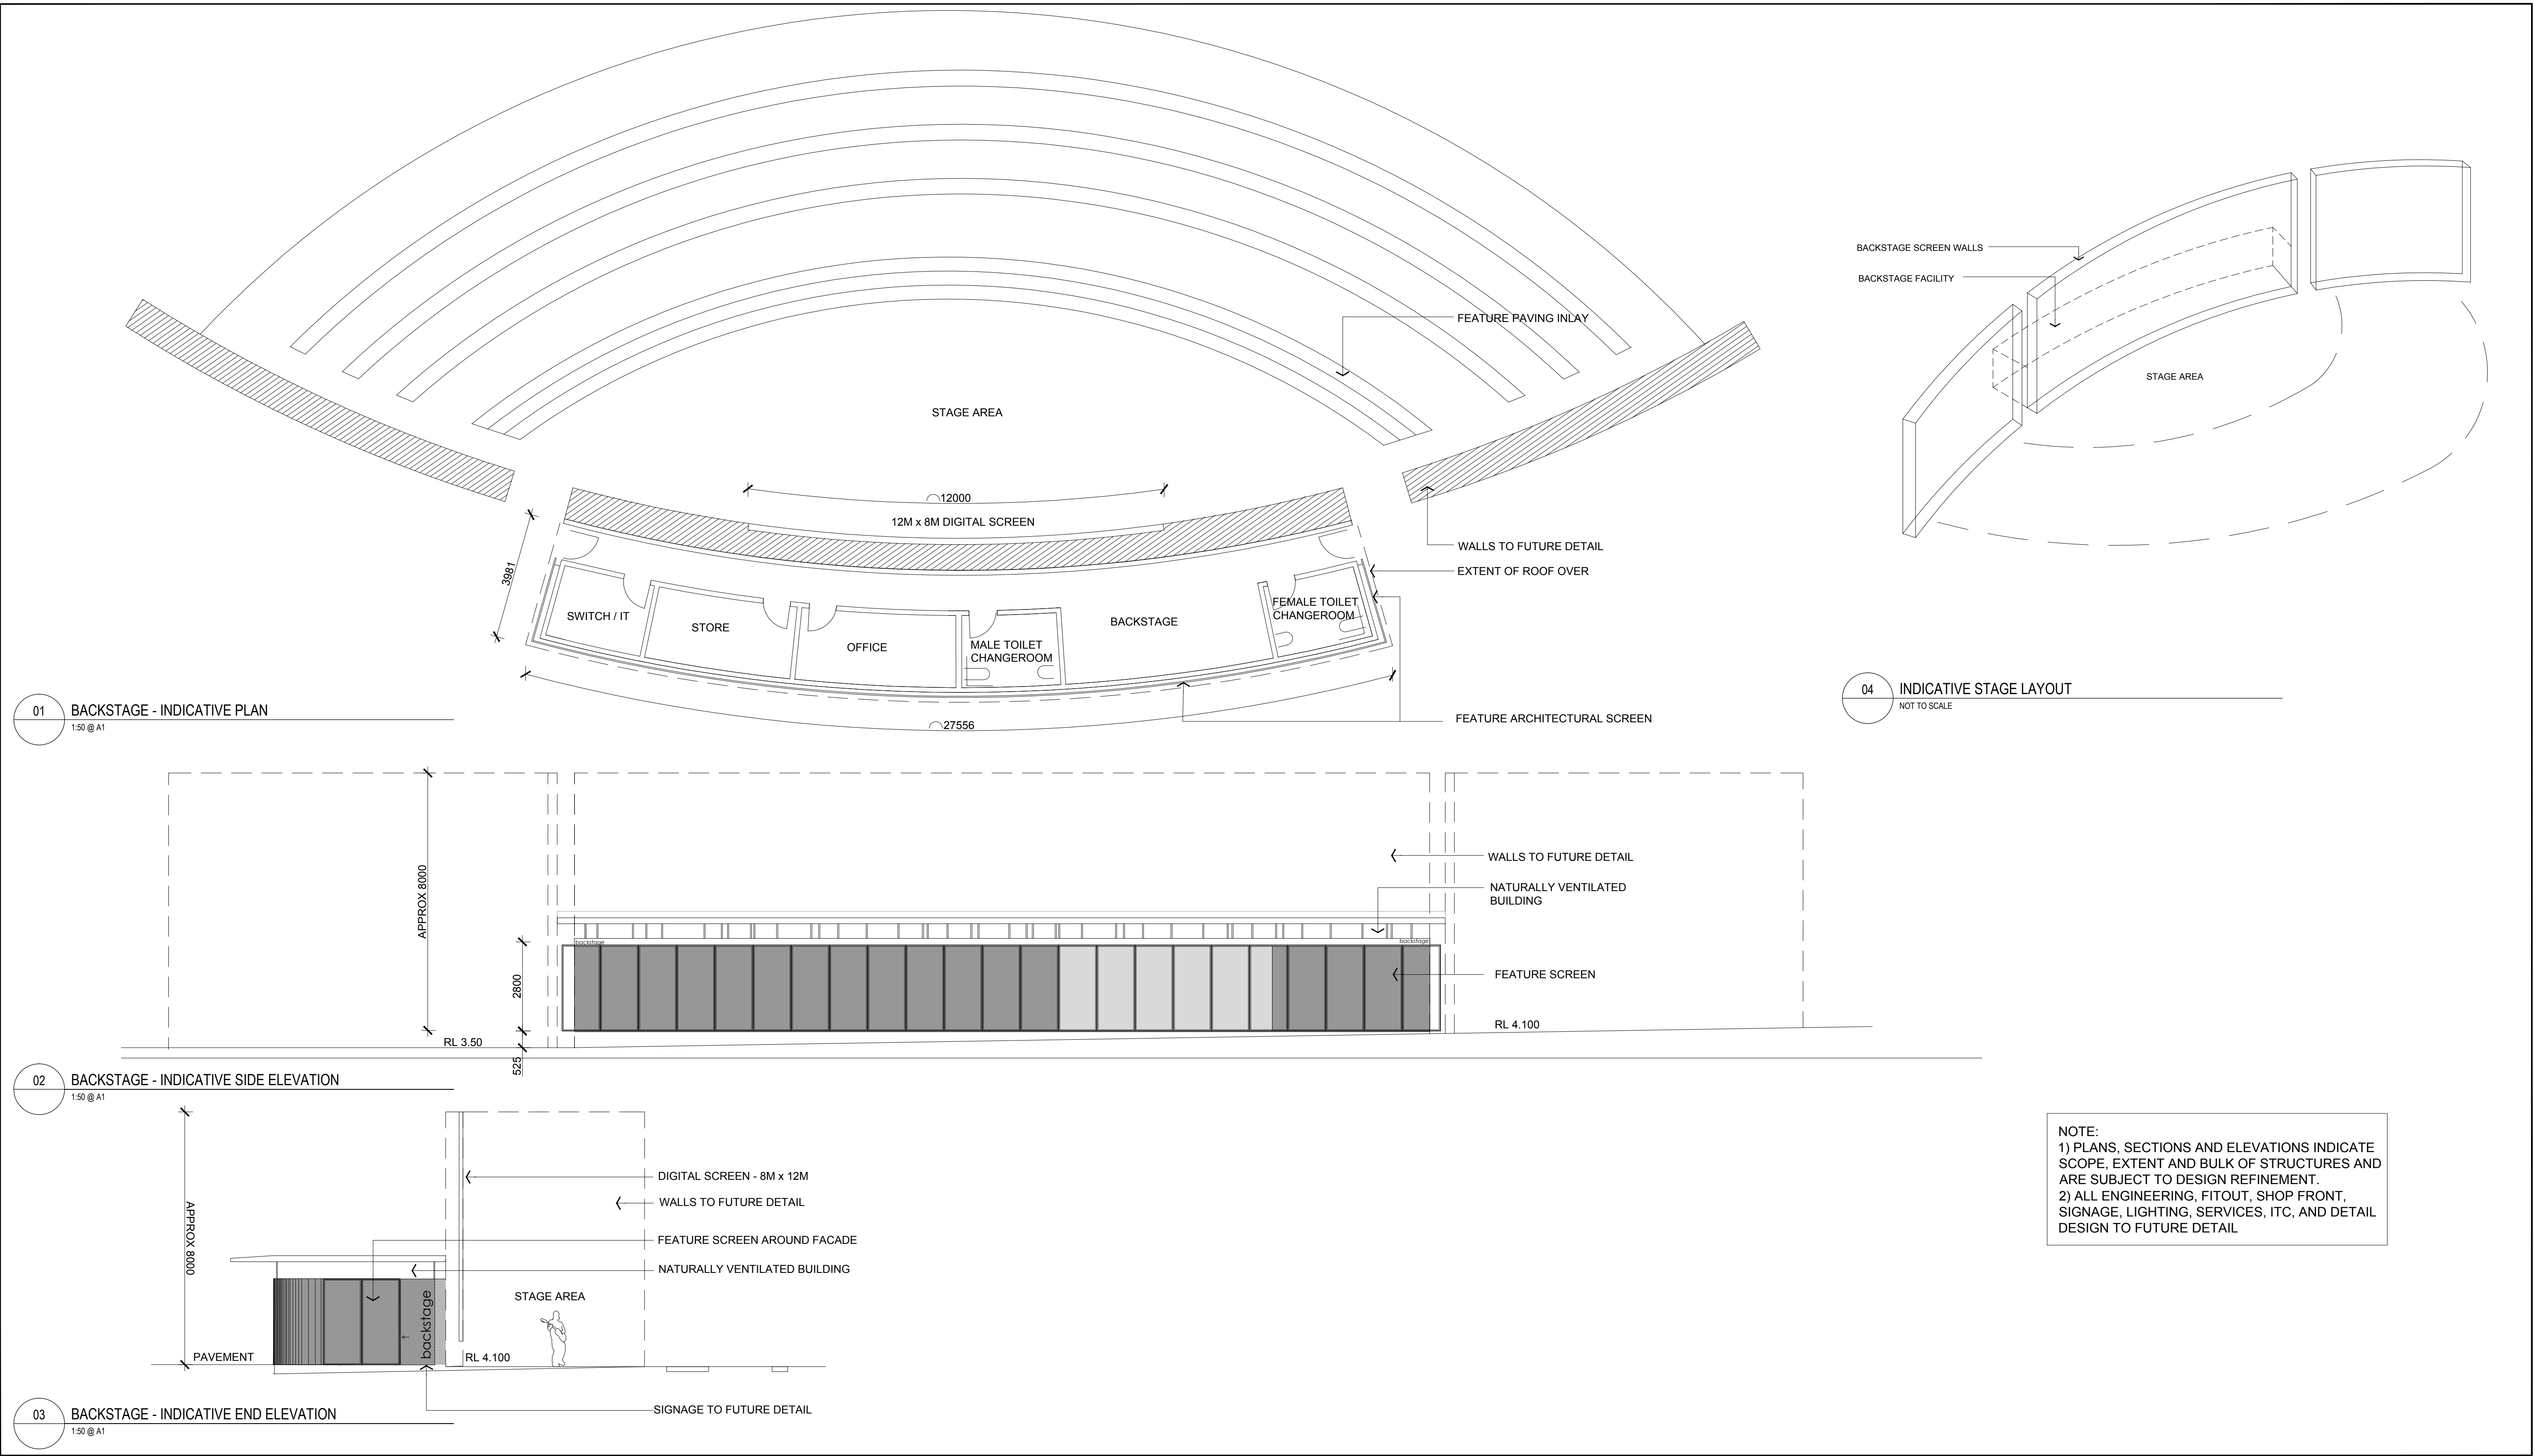 BACKSTAGE SCREEN WALLS
BACKSTAGE FACILITY
STAGE AREA
FEATURE PAVING INLAY
STAGE AREA
12000
12M x 8M DIGITAL SCREEN
WALLS TO FUTURE DETAIL
EXTENT OF ROOF OVER
3981
SWITCH / IT
STORE
OFFICE
MALE TOILET
CHANGEROOM
BACKSTAGE
FEMALE TOILET
CHANGEROOM
27556
FEATURE ARCHITECTURAL SCREEN
01
BACKSTAGE - INDICATIVE PLAN
1:50 @ A1
04
INDICATIVE STAGE LAYOUT
NOT TO SCALE
APPROX 8000
WALLS TO FUTURE DETAIL
NATURALLY VENTILATED
BUILDING
backstage
backstage
2800
FEATURE SCREEN
RL 4.100
RL 3.50
525
02
BACKSTAGE - INDICATIVE SIDE ELEVATION
1:50 @ A1
APPROX 8000
DIGITAL SCREEN - 8M x 12M
WALLS TO FUTURE DETAIL
FEATURE SCREEN AROUND FACADE
NATURALLY VENTILATED BUILDING
STAGE AREA
backstage
PAVEMENT
RL 4.100
SIGNAGE TO FUTURE DETAIL
03
BACKSTAGE - INDICATIVE END ELEVATION
1:50 @ A1
NOTE:
1) PLANS, SECTIONS AND ELEVATIONS INDICATE
SCOPE, EXTENT AND BULK OF STRUCTURES AND
ARE SUBJECT TO DESIGN REFINEMENT.
2) ALL ENGINEERING, FITOUT, SHOP FRONT,
SIGNAGE, LIGHTING, SERVICES, ITC, AND DETAIL
DESIGN TO FUTURE DETAIL